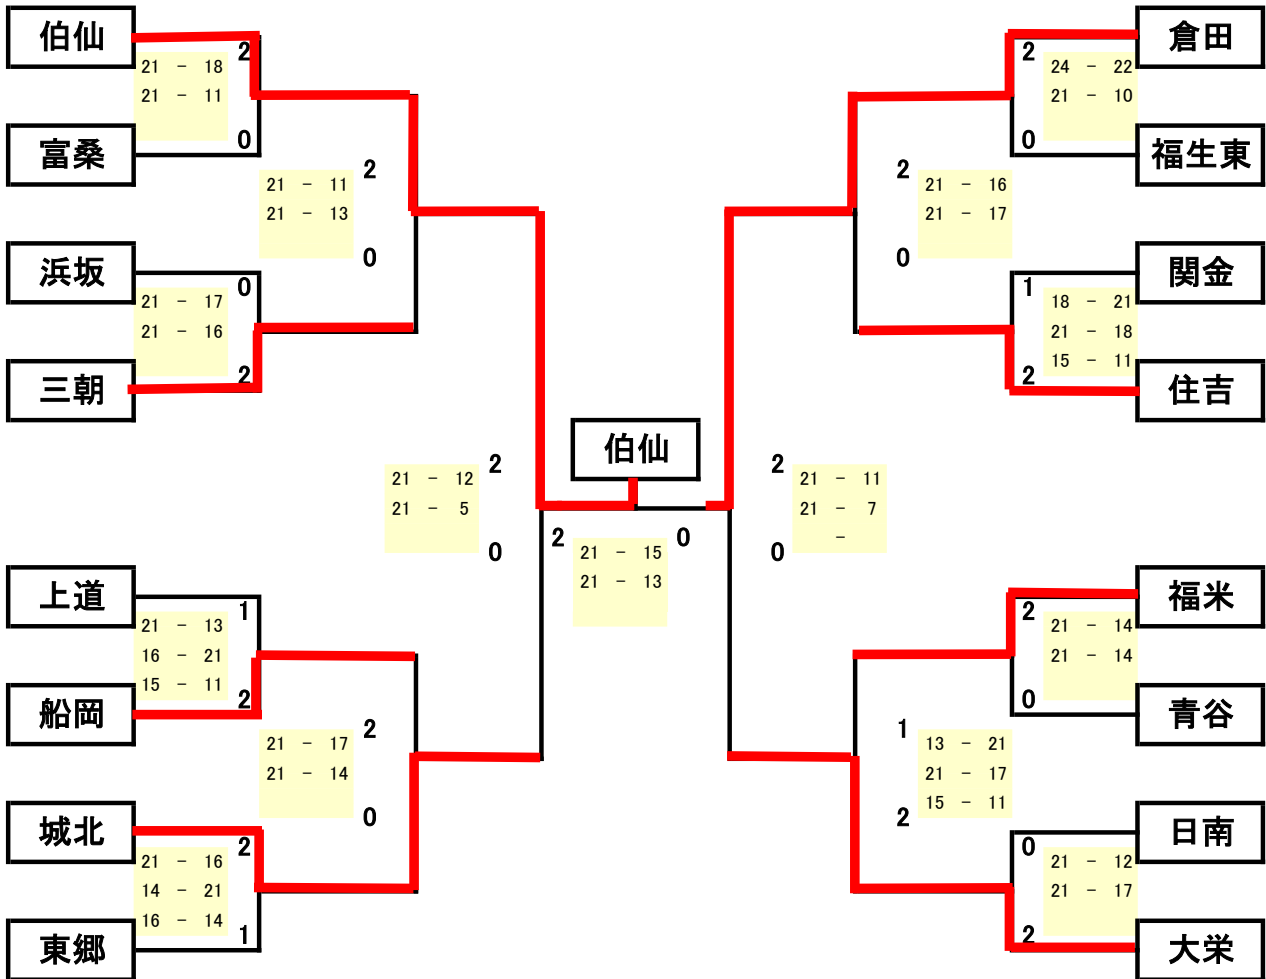 伯仙
2
21 - 18
21 - 11
0
富桑
2
21 - 11
21 - 13
0
浜坂
0
21 - 17
21 - 16
2
三朝
2
21 - 12
21 - 5
0
上道
1
21 - 13
16 - 21
15 - 11
2
船岡
2
21 - 17
21 - 14
0
城北
2
21 - 16
14 - 21
16 - 14
1
東郷
伯仙
2
0
21 - 15
21 - 13
倉田
2
24 - 22
21 - 10
0
福生東
2
21 - 16
21 - 17
0
関金
1
18 - 21
21 - 18
15 - 11
2
住吉
2
21 - 11
21 - 7
-
0
福米
2
21 - 14
21 - 14
0
青谷
1
13 - 21
21 - 17
15 - 11
2
日南
0
21 - 12
21 - 17
2
大栄